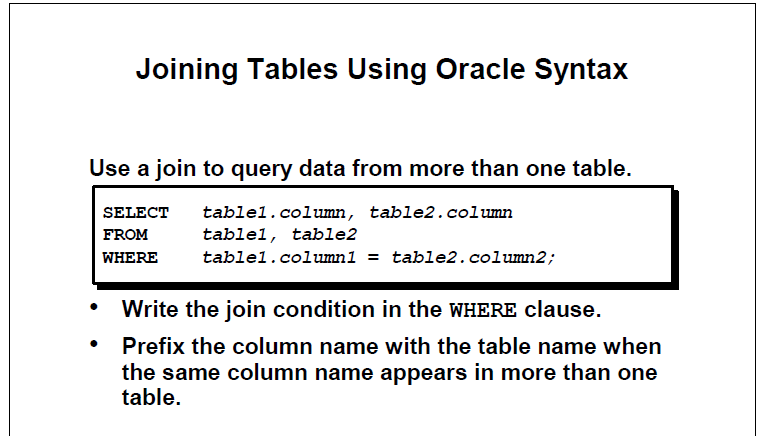 Joining Tables Using Oracle Syntax
Use a join to query data from more than one table.
SELECT table1.column, table2.column
FROM table1, table2
WHERE table1.column1 = table2.column2;
• Write the join condition in the WHERE clause.
• Prefix the column name with the table name when
the same column name appears in more than one
table.